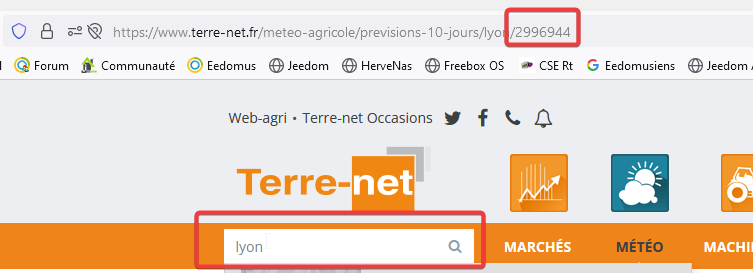 https://www.terre-net.fr/meteo-agricole/previsions-10-jours/lyon/2996944
Forum Communauté Eedomus Jeedom HerveNas Freebox OS CSE Rt Eedomusiens Jeedom
Web-agri • Terre-net Occasions
Terre-net
lyon MARCHÉS MÉTÉO